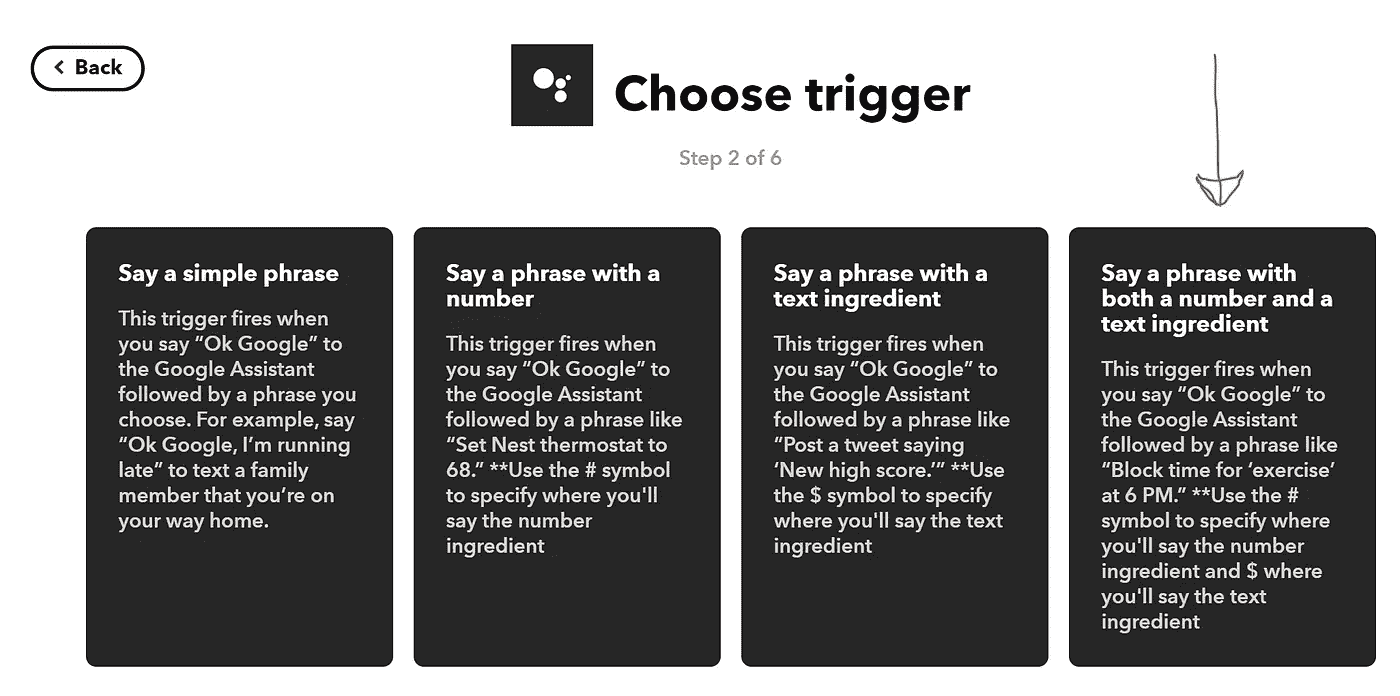 Back
Choose trigger
Step 2 of 6
Say a simple phrase
This trigger fires when
you say “Ok Google” to
the Google Assistant
followed by a phrase you
choose. For example, say
“Ok Google, I’m running
late” to text a family
member that you’re on
your way home.
Say a phrase with a
number
This trigger fires when
you say “Ok Google” to
the Google Assistant
followed by a phrase like
“Set Nest thermostat to
68.” **Use the # symbol
to specify where you'll
say the number
ingredient
Say a phrase with a
text ingredient
This trigger fires when
you say “Ok Google” to
the Google Assistant
followed by a phrase like
“Post a tweet saying
‘New high score.’” **Use
the $ symbol to specify
where you'll say the text
ingredient
Say a phrase with
both a number and a
text ingredient
This trigger fires when
you say “Ok Google” to
the Google Assistant
followed by a phrase like
“Block time for ‘exercise‘
at 6 PM.” **Use the #
symbol to specify where
you'll say the number
ingredient and $ where
you'll say the text
ingredient